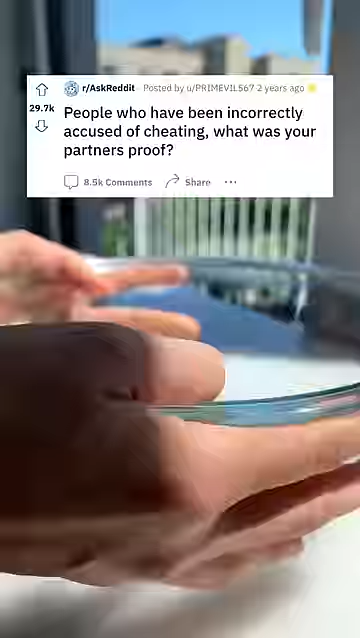 r/AskReddit · Posted by u/PRIMEVIL567 2 years ago
29.7k
People who have been incorrectly
accused of cheating, what was your
partners proof?
8.5k Comments Share